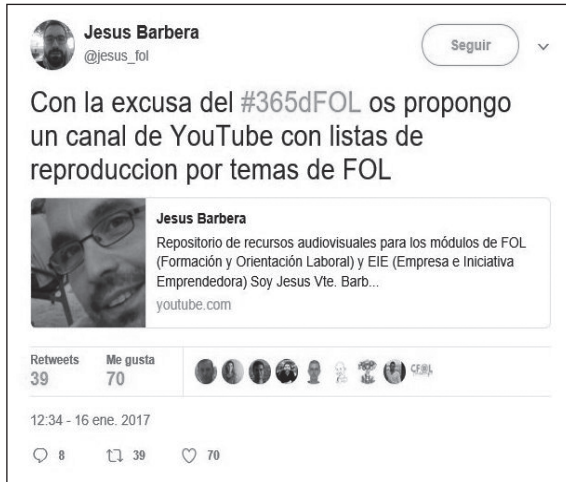 Jesus Barbera
@jesus_fol
Seguir
Con la excusa del #365dFOL os propongo
un canal de YouTube con listas de
reproduccion por temas de FOL
Jesus Barbera
Repositorio de recursos audiovisuales para los módulos de FOL
(Formación y Orientación Laboral) y EIE (Empresa e Iniciativa
Emprendedora) Soy Jesus Vte. Barb...
youtube.com
Retweets Me gusta
39 70
CFOL
12:34 - 16 ene. 2017
8 39 70